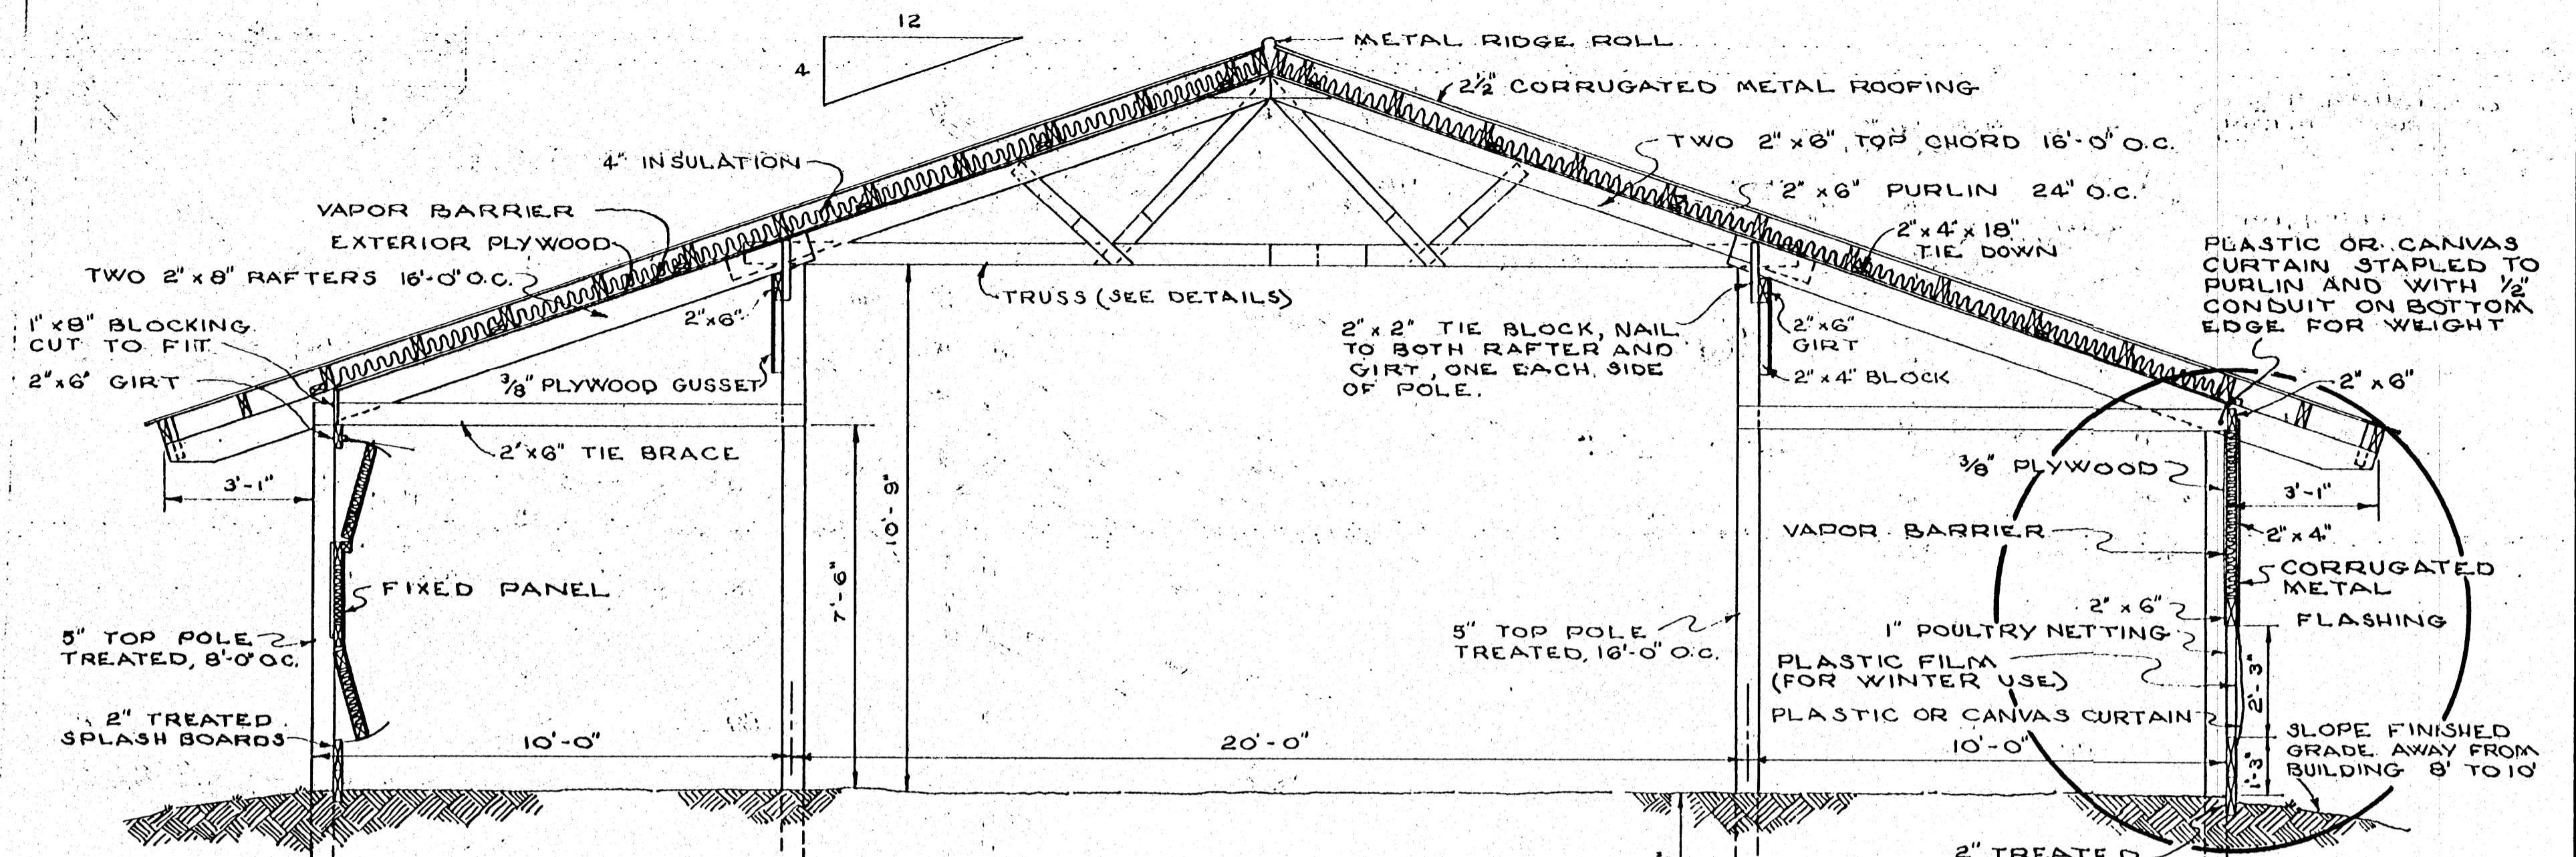 12
4
METAL RIDGE ROLL
2½" CORRUGATED METAL ROOFING
TWO 2" x 6" TOP CHORD 16'-0" O.C.
4" INSULATION
2" x 6" PURLIN 24" O.C.
VAPOR BARRIER
EXTERIOR PLYWOOD
2" x 4" x 18"
TIE DOWN
TWO 2" x 8" RAFTERS 16'-0" O.C.
TRUSS (SEE DETAILS)
PLASTIC OR CANVAS
CURTAIN STAPLED TO
PURLIN AND WITH ½"
CONDUIT ON BOTTOM
EDGE FOR WEIGHT
1" x 8" BLOCKING
CUT TO FIT
2" x 6" GIRT
2" x 6"
3/8" PLYWOOD GUSSET
2" x 2" TIE BLOCK, NAIL
TO BOTH RAFTER AND
GIRT, ONE EACH SIDE
OF POLE.
2" x 6"
GIRT
2" x 4" BLOCK
2" x 6"
2" x 6" TIE BRACE
3'-1"
3/8" PLYWOOD
3'-1"
10'-9"
7'-6"
VAPOR BARRIER
2" x 4"
FIXED PANEL
CORRUGATED
METAL
FLASHING
2" x 6"
5" TOP POLE
TREATED, 8'-0" O.C.
5" TOP POLE
TREATED, 16'-0" O.C.
1" POULTRY NETTING
PLASTIC FILM
(FOR WINTER USE)
PLASTIC OR CANVAS CURTAIN
2'-3"
2" TREATED
SPLASH BOARDS
10'-0"
20'-0"
10'-0"
1'-3"
SLOPE FINISHED
GRADE AWAY FROM
BUILDING 8' TO 10'
2" TREATED